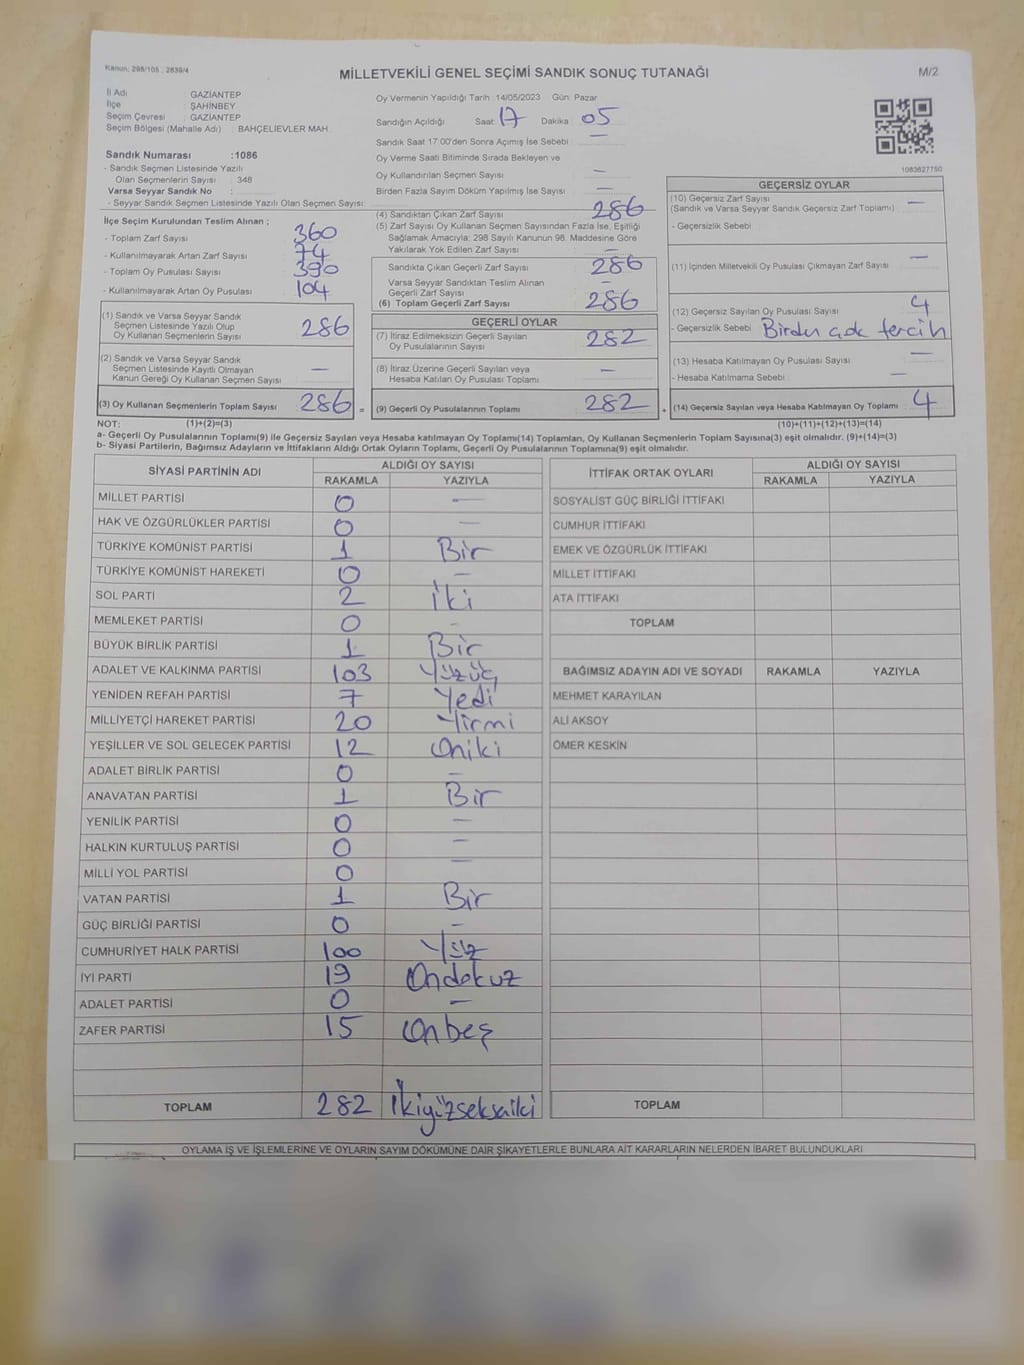 Kanun: 298/105 ; 2839/4
MİLLETVEKİLİ GENEL SEÇİMİ SANDIK SONUÇ TUTANAĞI
M/2
İl Adı : GAZİANTEP
İlçe : ŞAHİNBEY
Seçim Çevresi : GAZİANTEP
Seçim Bölgesi (Mahalle Adı) : BAHÇELİEVLER MAH.
Sandık Numarası :1086
- Sandık Seçmen Listesinde Yazılı
Olan Seçmenlerin Sayısı : 348
Varsa Seyyar Sandık No :
- Seyyar Sandık Seçmen Listesinde Yazılı Olan Seçmen Sayısı:
Oy Vermenin Yapıldığı Tarih :14/05/2023 Gün: Pazar
Sandığın Açıldığı Saat: 17 Dakika : 05
Sandık Saat 17:00'den Sonra Açımış İse Sebebi : —
Oy Verme Saati Bitiminde Sırada Bekleyen ve
Oy Kullandırılan Seçmen Sayısı : —
Birden Fazla Sayım Döküm Yapılmış İse Sayısı : —
1083627750
İlçe Seçim Kurulundan Teslim Alınan ;
- Toplam Zarf Sayısı : 360
- Kullanılmayarak Artan Zarf Sayısı : 74
- Toplam Oy Pusulası Sayısı : 390
- Kullanılmayarak Artan Oy Pusulası : 104
(1) Sandık ve Varsa Seyyar Sandık
Seçmen Listesinde Yazılı Olup
Oy Kullanan Seçmenlerin Sayısı : 286
(2) Sandık ve Varsa Seyyar Sandık
Seçmen Listesinde Kayıtlı Olmayan
Kanun Gereği Oy Kullanan Seçmen Sayısı : —
(3) Oy Kullanan Seçmenlerin Toplam Sayısı : 286 =
(4) Sandıktan Çıkan Zarf Sayısı : 286
(5) Zarf Sayısı Oy Kullanan Seçmen Sayısından Fazla İse, Eşitliği
Sağlamak Amacıyla; 298 Sayılı Kanunun 98. Maddesine Göre
Yakılarak Yok Edilen Zarf Sayısı : —
Sandıkta Çıkan Geçerli Zarf Sayısı : 286
Varsa Seyyar Sandıktan Teslim Alınan
Geçerli Zarf Sayısı : —
(6) Toplam Geçerli Zarf Sayısı : 286
GEÇERLİ OYLAR
(7) İtiraz Edilmeksizin Geçerli Sayılan
Oy Pusulalarının Sayısı : 282
(8) İtiraz Üzerine Geçerli Sayılan veya
Hesaba Katılan Oy Pusulası Toplamı : —
(9) Geçerli Oy Pusulalarının Toplamı : 282 +
GEÇERSİZ OYLAR
(10) Geçersiz Zarf Sayısı : —
(Sandık ve Varsa Seyyar Sandık Geçersiz Zarf Toplamı)
- Geçersizlik Sebebi :
(11) İçinden Milletvekili Oy Pusulası Çıkmayan Zarf Sayısı : —
(12) Geçersiz Sayılan Oy Pusulası Sayısı : 4
- Geçersizlik Sebebi : Birden çok tercih
(13) Hesaba Katılmayan Oy Pusulası Sayısı : —
- Hesaba Katılmama Sebebi : —
(14) Geçersiz Sayılan veya Hesaba Katılmayan Oy Toplamı : 4
NOT: (1)+(2)=(3) (10)+(11)+(12)+(13)=(14)
a- Geçerli Oy Pusulalarının Toplamı(9) ile Geçersiz Sayılan veya Hesaba katılmayan Oy Toplamı(14) Toplamları, Oy Kullanan Seçmenlerin Toplam Sayısına(3) eşit olmalıdır. (9)+(14)=(3)
b- Siyasi Partilerin, Bağımsız Adayların ve İttifakların Aldığı Ortak Oyların Toplamı, Geçerli Oy Pusulalarının Toplamına(9) eşit olmalıdır.
SİYASİ PARTİNİN ADI ALDIĞI OY SAYISI
RAKAMLA YAZIYLA
MİLLET PARTİSİ 0 —
HAK VE ÖZGÜRLÜKLER PARTİSİ 0 —
TÜRKİYE KOMÜNİST PARTİSİ 1 Bir
TÜRKİYE KOMÜNİST HAREKETİ 0 —
SOL PARTİ 2 İki
MEMLEKET PARTİSİ 0 —
BÜYÜK BİRLİK PARTİSİ 1 Bir
ADALET VE KALKINMA PARTİSİ 103 Yüzüç
YENİDEN REFAH PARTİSİ 7 Yedi
MİLLİYETÇİ HAREKET PARTİSİ 20 Yirmi
YEŞİLLER VE SOL GELECEK PARTİSİ 12 Oniki
ADALET BİRLİK PARTİSİ 0 —
ANAVATAN PARTİSİ 1 Bir
YENİLİK PARTİSİ 0 —
HALKIN KURTULUŞ PARTİSİ 0 —
MİLLİ YOL PARTİSİ 0 —
VATAN PARTİSİ 1 Bir
GÜÇ BİRLİĞİ PARTİSİ 0 —
CUMHURİYET HALK PARTİSİ 100 Yüz
İYİ PARTİ 19 Ondokuz
ADALET PARTİSİ 0 —
ZAFER PARTİSİ 15 Onbeş
TOPLAM 282 İkiyüzseksaiki
İTTİFAK ORTAK OYLARI ALDIĞI OY SAYISI
RAKAMLA YAZIYLA
SOSYALİST GÜÇ BİRLİĞİ İTTİFAKI
CUMHUR İTTİFAKI
EMEK VE ÖZGÜRLÜK İTTİFAKI
MİLLET İTTİFAKI
ATA İTTİFAKI
TOPLAM
BAĞIMSIZ ADAYIN ADI VE SOYADI RAKAMLA YAZIYLA
MEHMET KARAYILAN
ALİ AKSOY
ÖMER KESKİN
TOPLAM
OYLAMA İŞ VE İŞLEMLERİNE VE OYLARIN SAYIM DÖKÜMÜNE DAİR ŞİKAYETLERLE BUNLARA AİT KARARLARIN NELERDEN İBARET BULUNDUKLARI